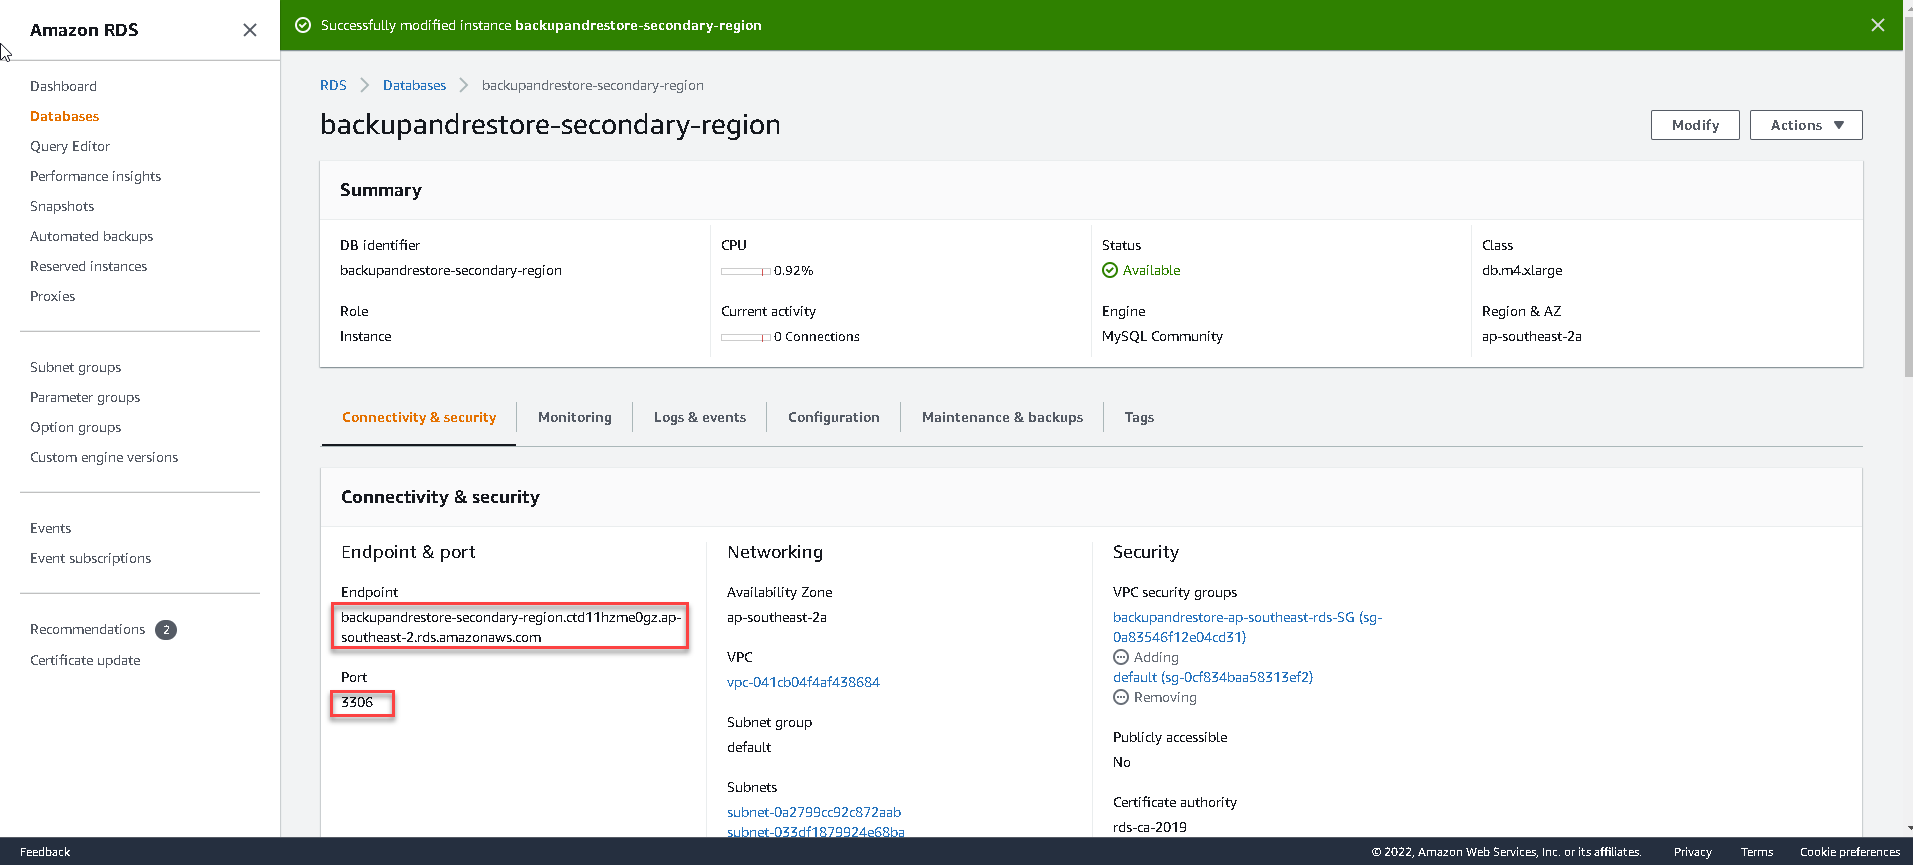 Amazon RDS
Dashboard
Databases
Query Editor
Performance insights
Snapshots
Automated backups
Reserved instances
Proxies
Subnet groups
Parameter groups
Option groups
Custom engine versions
Events
Event subscriptions
Recommendations 2
Certificate update
Successfully modified instance backupandrestore-secondary-region
RDS Databases backupandrestore-secondary-region
backupandrestore-secondary-region
Modify
Actions
Summary
DB identifier
backupandrestore-secondary-region
CPU
0.92%
Status
Available
Class
db.m4.xlarge
Role
Instance
Current activity
0 Connections
Engine
MySQL Community
Region & AZ
ap-southeast-2a
Connectivity & security
Monitoring
Logs & events
Configuration
Maintenance & backups
Tags
Connectivity & security
Endpoint & port
Endpoint
backupandrestore-secondary-region.ctd11hzme0gz.ap-
southeast-2.rds.amazonaws.com
Port
3306
Networking
Availability Zone
ap-southeast-2a
VPC
vpc-041cb04f4af438684
Subnet group
default
Subnets
subnet-0a2799cc92c872aab
subnet-033df1879924e68ba
Security
VPC security groups
backupandrestore-ap-southeast-rds-SG (sg-
0a83546f12e04cd31)
Adding
default (sg-0cf834baa58313ef2)
Removing
Publicly accessible
No
Certificate authority
rds-ca-2019
Feedback
© 2022, Amazon Web Services, Inc. or its affiliates.
Privacy
Terms
Cookie preferences